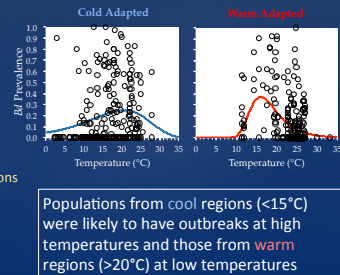 Cold Adapted
Warm Adapted
Bd Prevalence
1.0
0.9
0.8
0.7
0.6
0.5
0.4
0.3
0.2
0.1
0.0
0 5 10 15 20 25 30 35
0 5 10 15 20 25 30 35
Temperature (°C)
Temperature (°C)
ons
Populations from cool regions (<15°C)
were likely to have outbreaks at high
temperatures and those from warm
regions (>20°C) at low temperatures